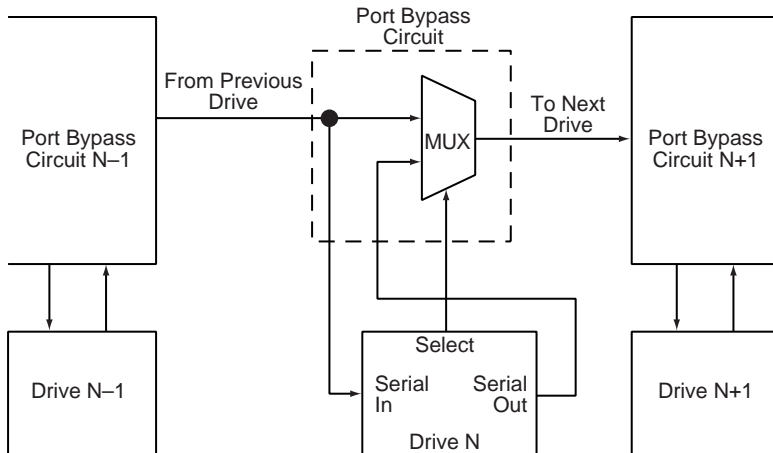 Port Bypass
Circuit
From Previous
Drive
To Next
Drive
Port Bypass
Circuit N–1
MUX
Port Bypass
Circuit N+1
Select
Drive N–1
Serial
In
Serial
Out
Drive N+1
Drive N